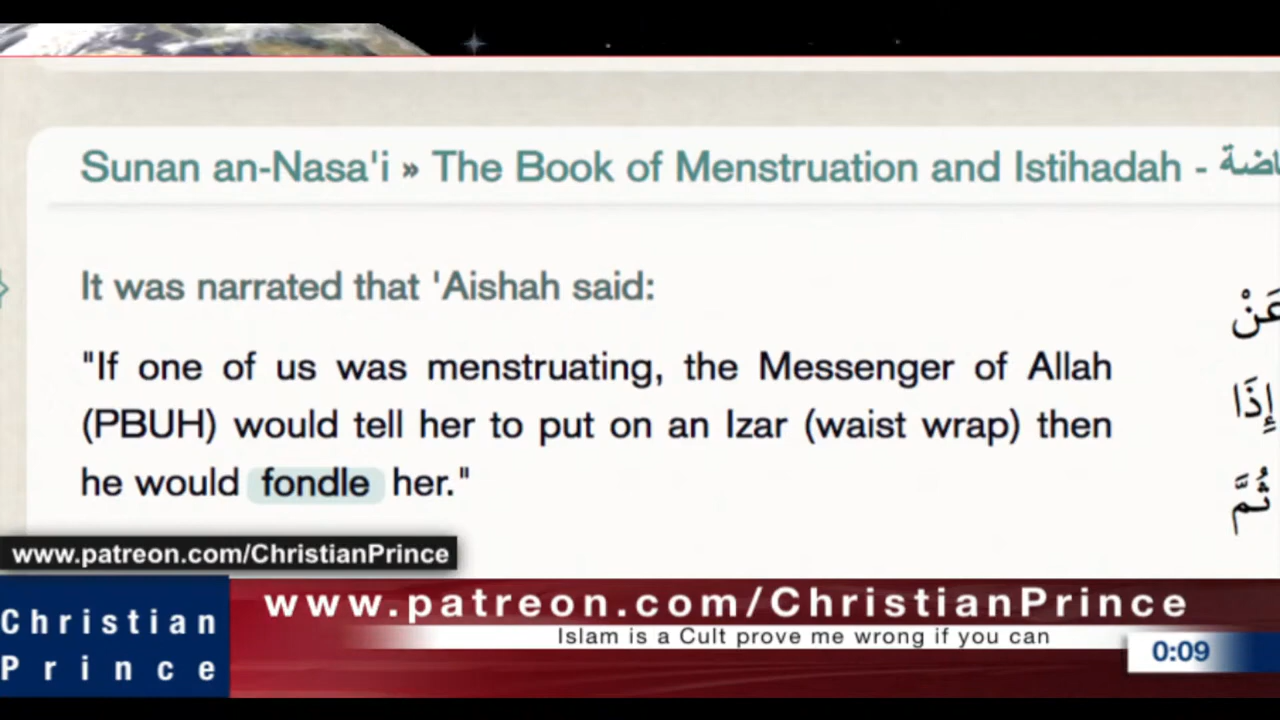 Sunan an-Nasa'i » The Book of Menstruation and Istihadah -
It was narrated that 'Aishah said:
عَنْ
"If one of us was menstruating, the Messenger of Allah
إِذَا
(PBUH) would tell her to put on an Izar (waist wrap) then
he would fondle her."
ثُمَّ
www.patreon.com/ChristianPrince
Christian
Prince
www.patreon.com/ChristianPrince
Islam is a Cult prove me wrong if you can
0:09